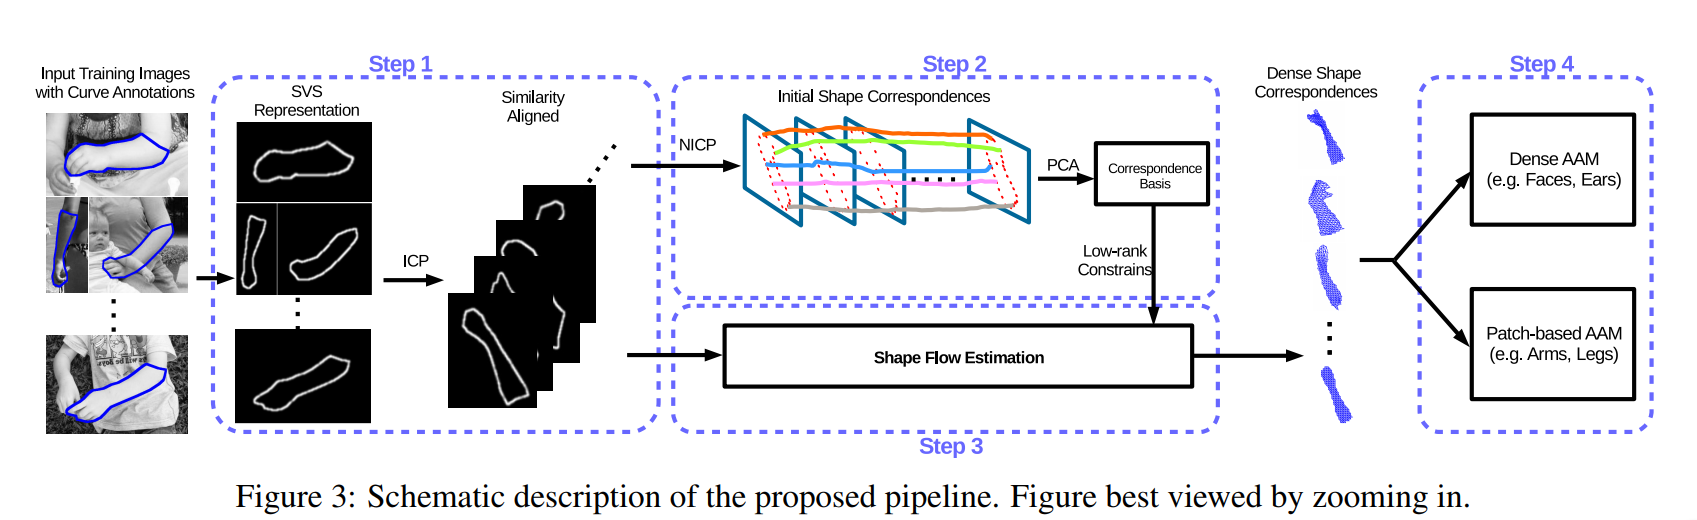 Input Training Images
with Curve Annotations
Step 1
SVS
Representation
Similarity
Aligned
ICP
Step 2
Initial Shape Correspondences
NICP
PCA
Correspondence
Basis
Low-rank
Constrains
Shape Flow Estimation
Step 3
Dense Shape
Correspondences
Step 4
Dense AAM
(e.g. Faces, Ears)
Patch-based AAM
(e.g. Arms, Legs)
Figure 3: Schematic description of the proposed pipeline. Figure best viewed by zooming in.